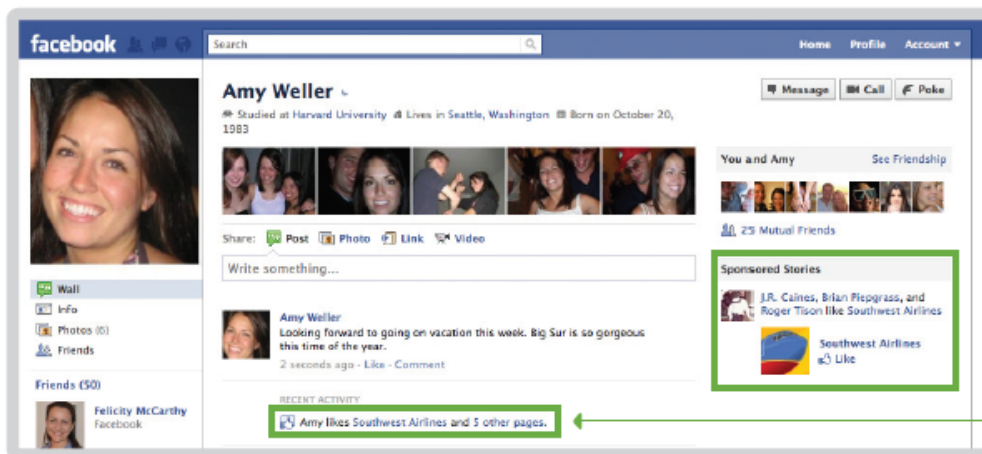 facebook
Search
Home Profile Account
Amy Weller
Studied at Harvard University Lives in Seattle, Washington Born on October 20,
1983
Message Call Poke
You and Amy See Friendship
25 Mutual Friends
Share: Post Photo Link Video
Write something...
Wall
Info
Photos (6)
Friends
Friends (50)
Felicity McCarthy
Facebook
Amy Weller
Looking forward to going on vacation this week. Big Sur is so gorgeous
this time of the year.
2 seconds ago · Like · Comment
RECENT ACTIVITY
Amy likes Southwest Airlines and 5 other pages.
Sponsored Stories
J.R. Caines, Brian Piepgrass, and
Roger Tison like Southwest Airlines
Southwest Airlines
Like